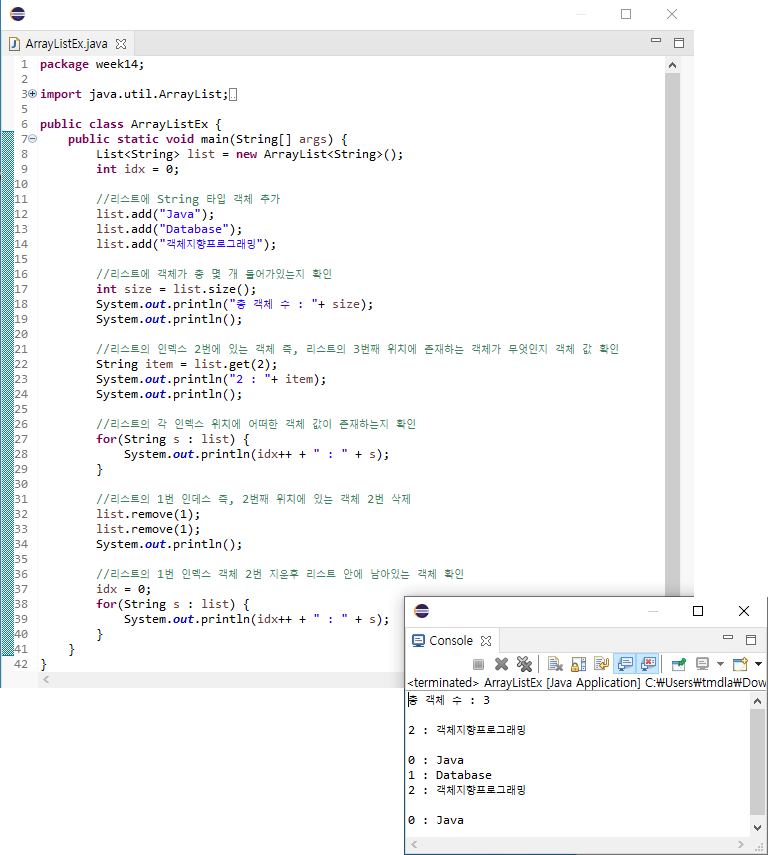 ArrayListEx.java
1 package week14;
2
3 import java.util.ArrayList;
5
6 public class ArrayListEx {
7 public static void main(String[] args) {
8 List<String> list = new ArrayList<String>();
9 int idx = 0;
10
11 //리스트에 String 타입 객체 추가
12 list.add("Java");
13 list.add("Database");
14 list.add("객체지향프로그래밍");
15
16 //리스트에 객체가 총 몇 개 들어가있는지 확인
17 int size = list.size();
18 System.out.println("총 객체 수 : "+ size);
19 System.out.println();
20
21 //리스트의 인덱스 2번에 있는 객체 즉, 리스트의 3번째 위치에 존재하는 객체가 무엇인지 객체 값 확인
22 String item = list.get(2);
23 System.out.println("2 : "+ item);
24 System.out.println();
25
26 //리스트의 각 인덱스 위치에 어떠한 객체 값이 존재하는지 확인
27 for(String s : list) {
28 System.out.println(idx++ + " : " + s);
29 }
30
31 //리스트의 1번 인데스 즉, 2번째 위치에 있는 객체 2번 삭제
32 list.remove(1);
33 list.remove(1);
34 System.out.println();
35
36 //리스트의 1번 인덱스 객체 2번 지운후 리스트 안에 남아있는 객체 확인
37 idx = 0;
38 for(String s : list) {
39 System.out.println(idx++ + " : " + s);
40 }
41 }
42 }
Console
<terminated> ArrayListEx [Java Application] C:₩Users₩tmdla₩Dow
총 객체 수 : 3
2 : 객체지향프로그래밍
0 : Java
1 : Database
2 : 객체지향프로그래밍
0 : Java